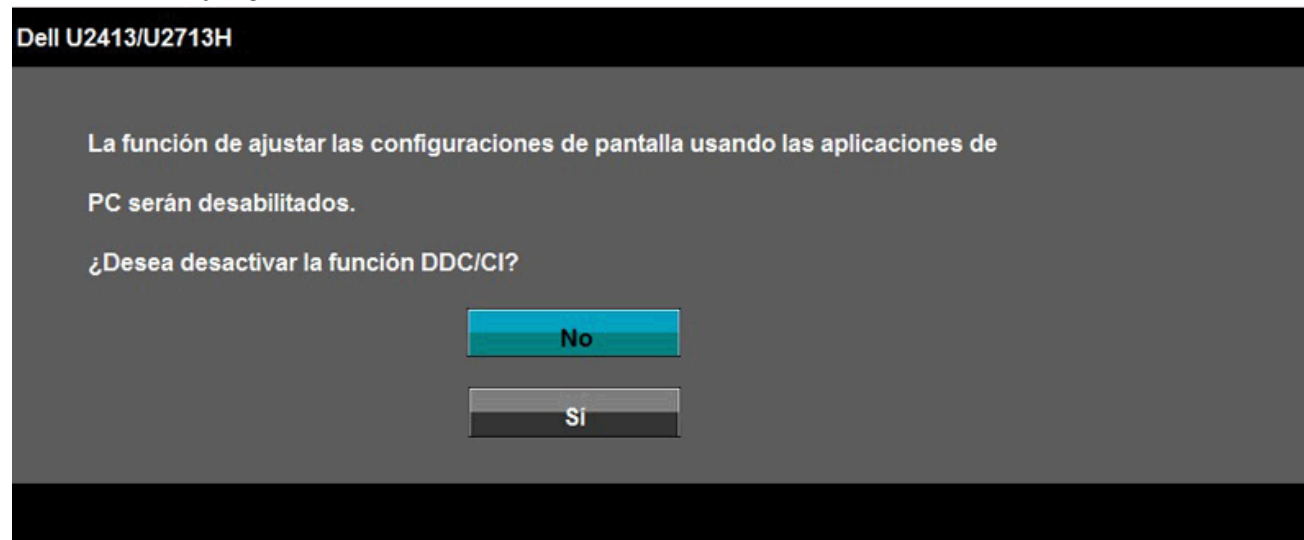 Dell U2413/U2713H
La función de ajustar las configuraciones de pantalla usando las aplicaciones de
PC serán desabilitados.
¿Desea desactivar la función DDC/CI?
No
Sí